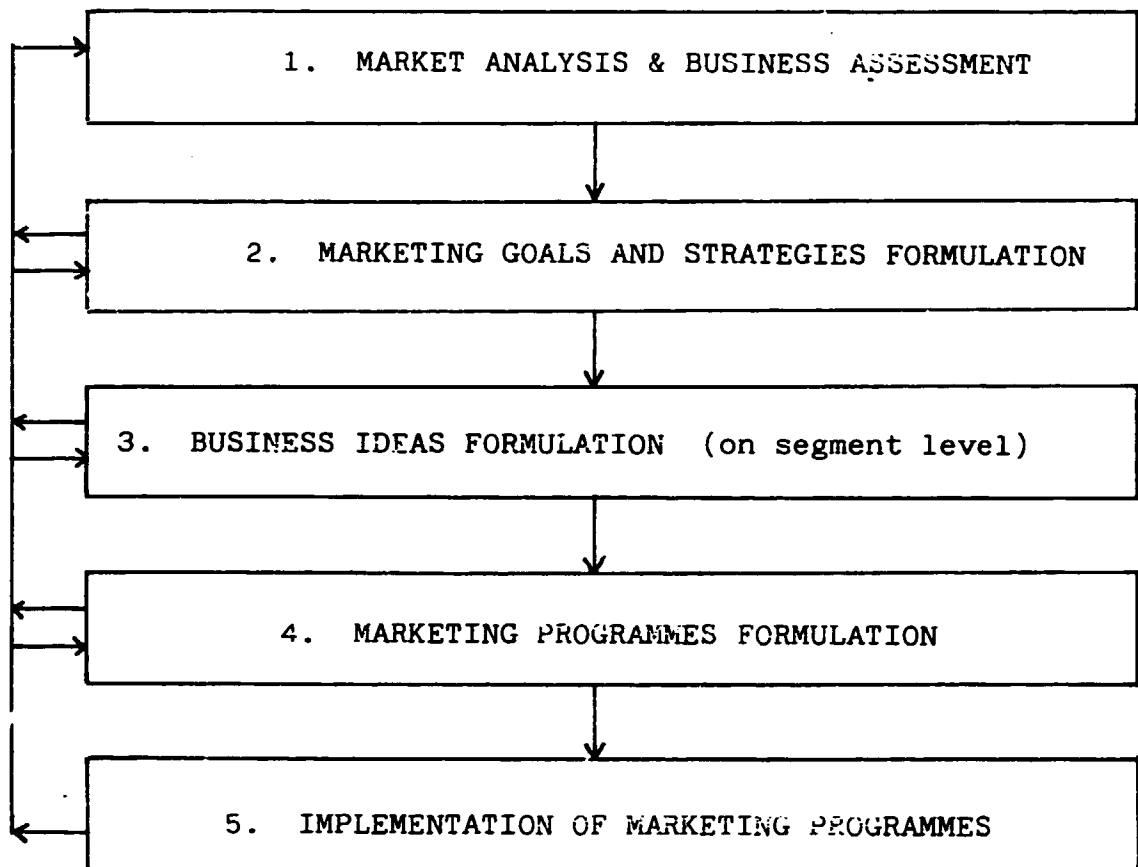 1. MARKET ANALYSIS & BUSINESS ASSESSMENT
2. MARKETING GOALS AND STRATEGIES FORMULATION
3. BUSINESS IDEAS FORMULATION (on segment level)
4. MARKETING PROGRAMMES FORMULATION
5. IMPLEMENTATION OF MARKETING PROGRAMMES